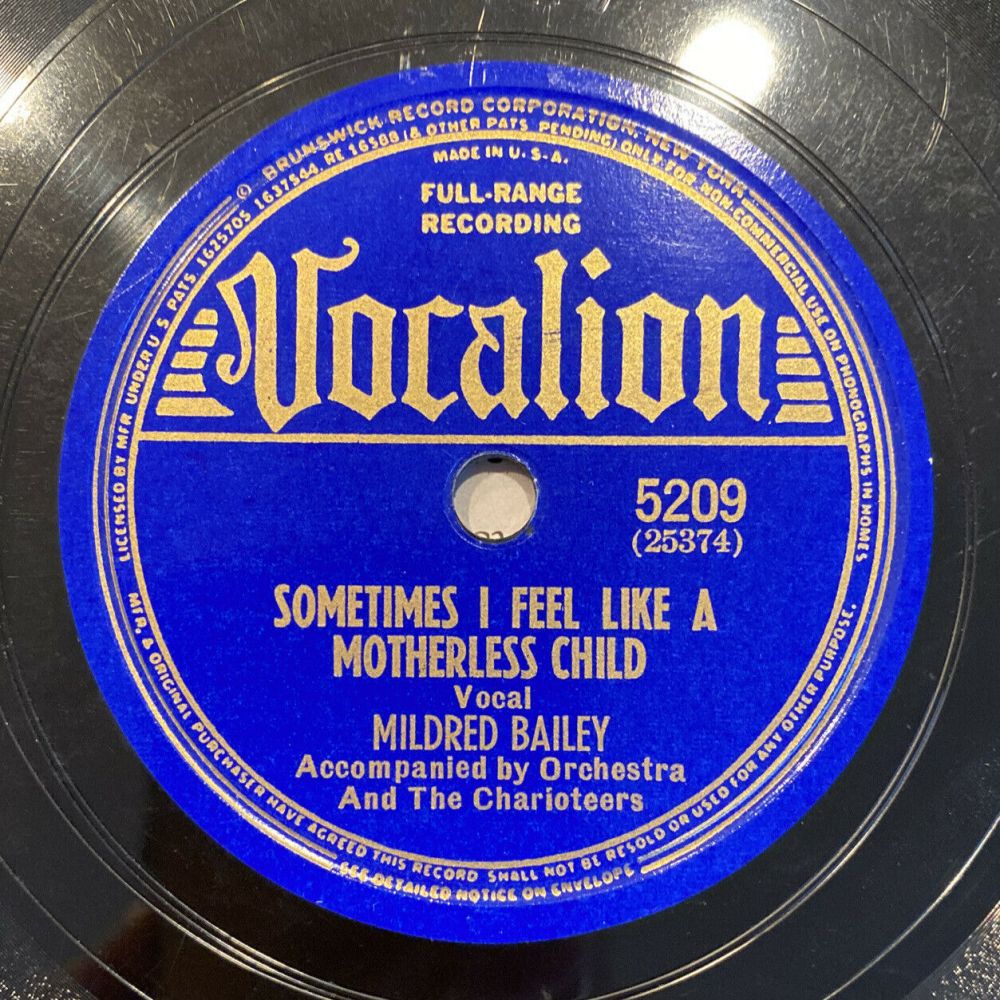 © BRUNSWICK RECORD CORPORATION, NEW YORK
LICENSED BY MFR UNDER U S PATS 1625705 1637544, RE 16588 (& OTHER PATS PENDING) ONLY FOR NON-COMMERCIAL USE ON PHONOGRAPHS IN HOMES
MADE IN U.S.A.
FULL-RANGE
RECORDING
Vocalion
5209
(25374)
SOMETIMES I FEEL LIKE A
MOTHERLESS CHILD
Vocal
MILDRED BAILEY
Accompanied by Orchestra
And The Charioteers
MFR. & ORIGINAL PURCHASER HAVE AGREED THIS RECORD SHALL NOT BE RESOLD OR USED FOR ANY OTHER PURPOSE.
SEE DETAILED NOTICE ON ENVELOPE